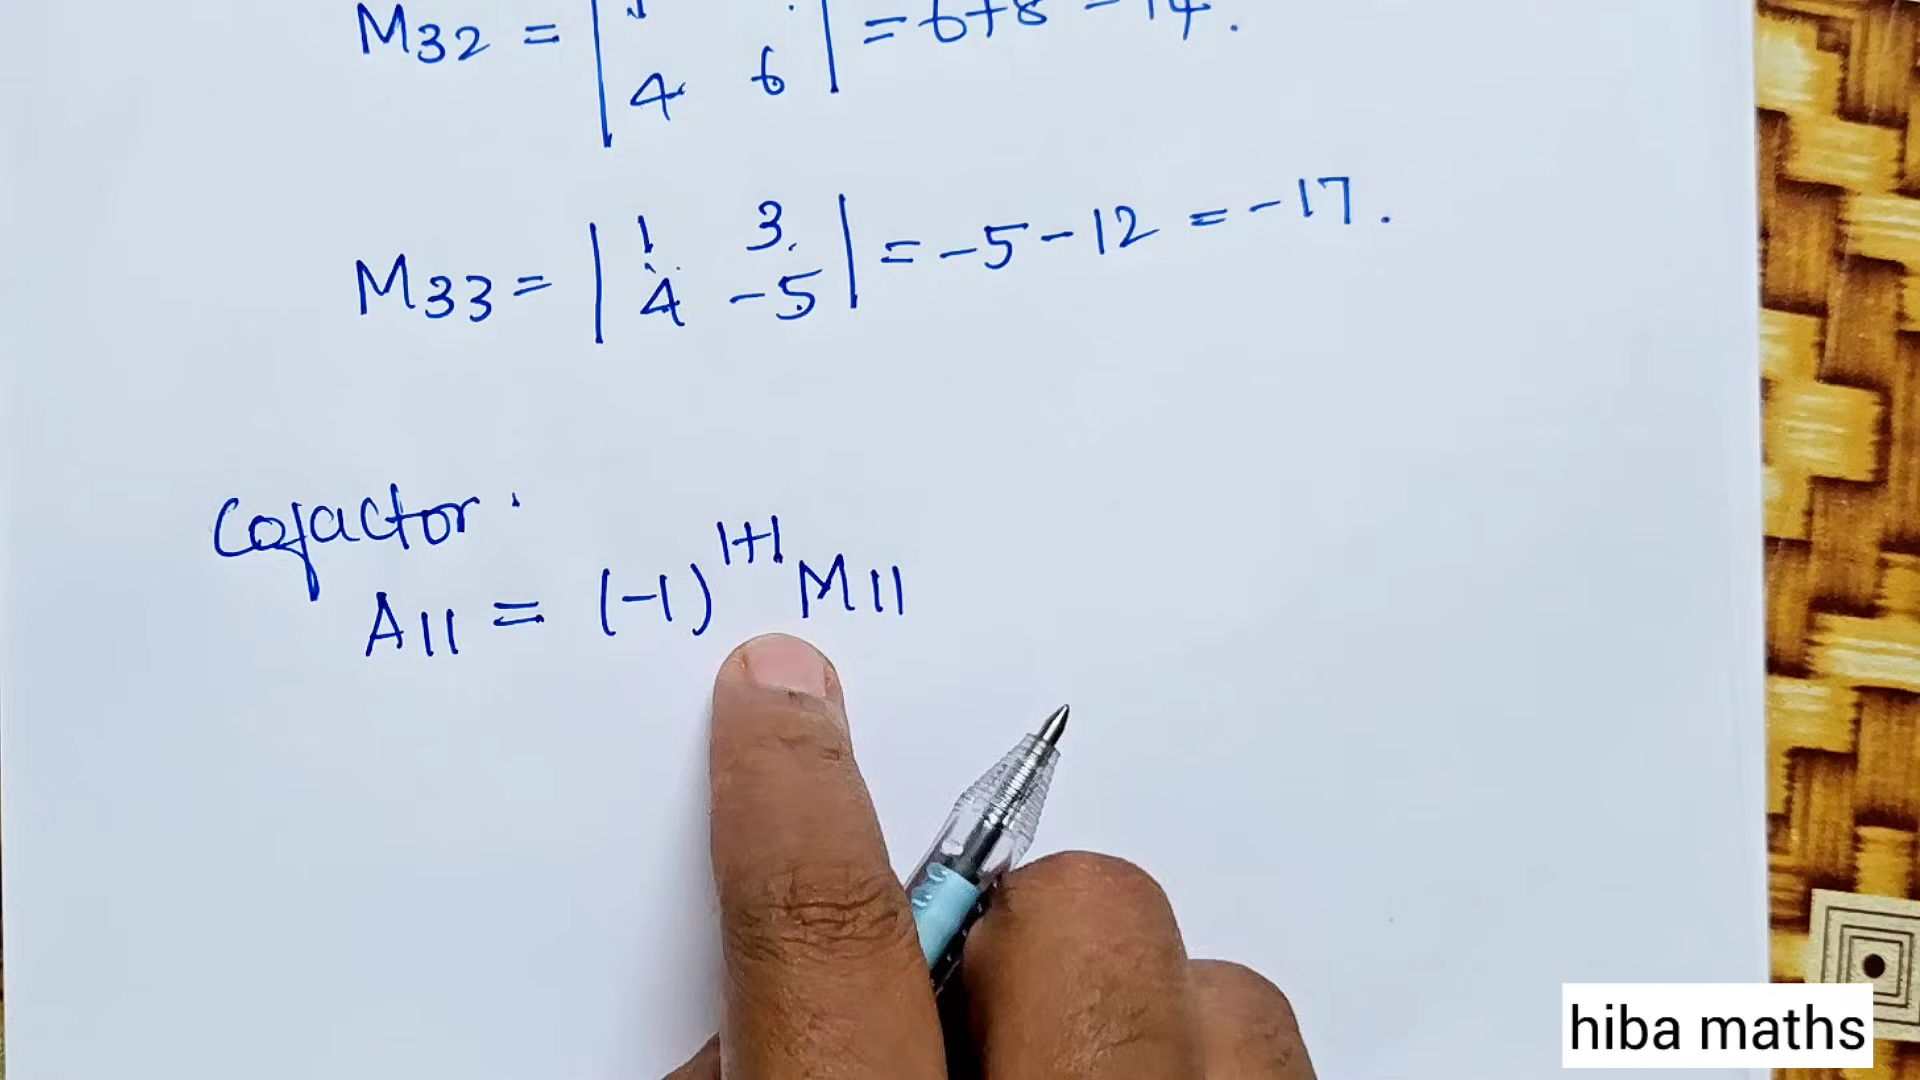 M32 = | 4 6 | = 6+8 = 14.
M33 = | 1 3 | = -5-12 = -17.
4 -5
Cofactor.
A11 = (-1)^1+1 M11
hiba maths